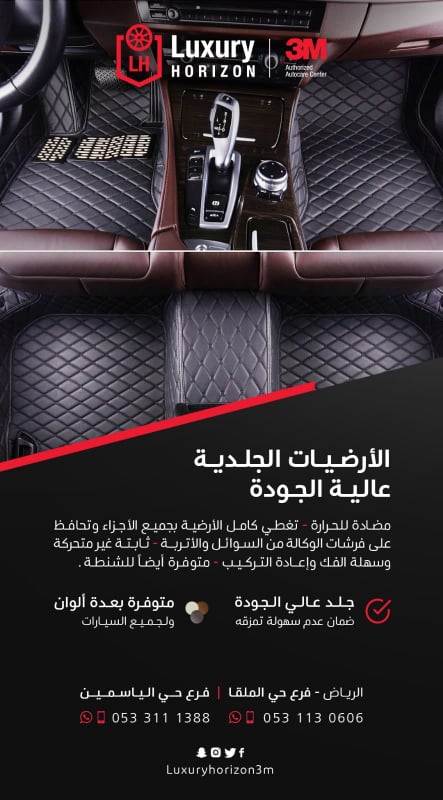 LH
Luxury
HORIZON
3M
Authorized
Autocare Center
الأرضيات الجلدية
عالية الجودة
مضادة للحرارة - تغطي كامل الأرضية بجميع الأجزاء وتحافظ
على فرشات الوكالة من السوائل والأتربة - ثابتة غير متحركة
وسهلة الفك وإعادة التركيب - متوفرة أيضاً للشنطة .
جلد عالي الجودة
ضمان عدم سهولة تمزقه
متوفرة بعدة ألوان
ولجميع السيارات
الرياض - فرع حي الملقا | فرع حي الياسمين
053 113 0606
053 311 1388
Luxuryhorizon3m